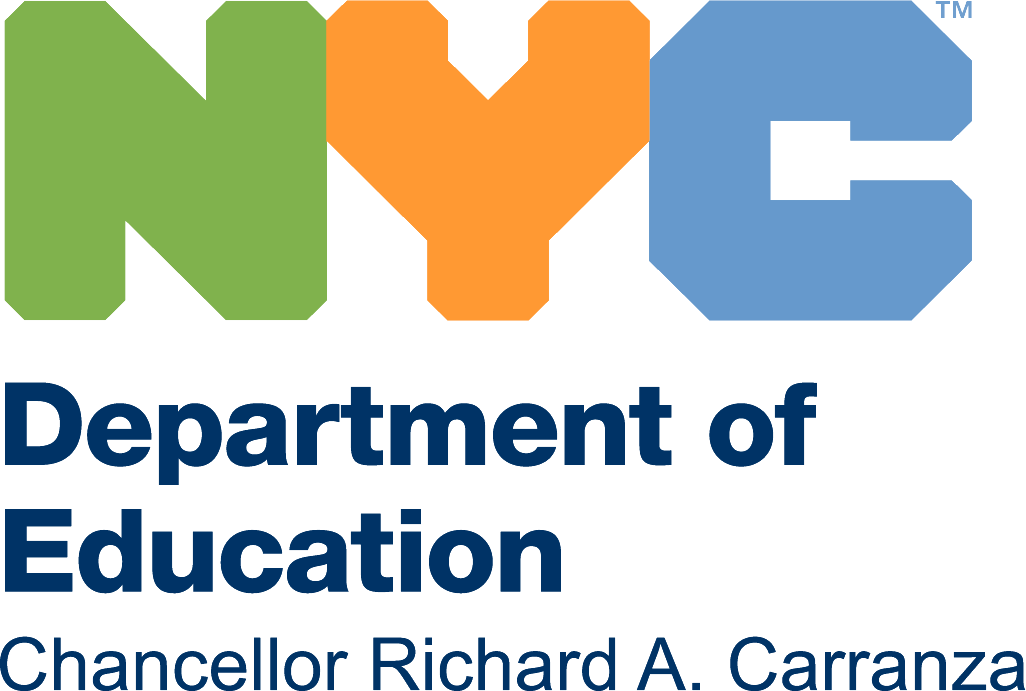 NYC™
Department of
Education
Chancellor Richard A. Carranza